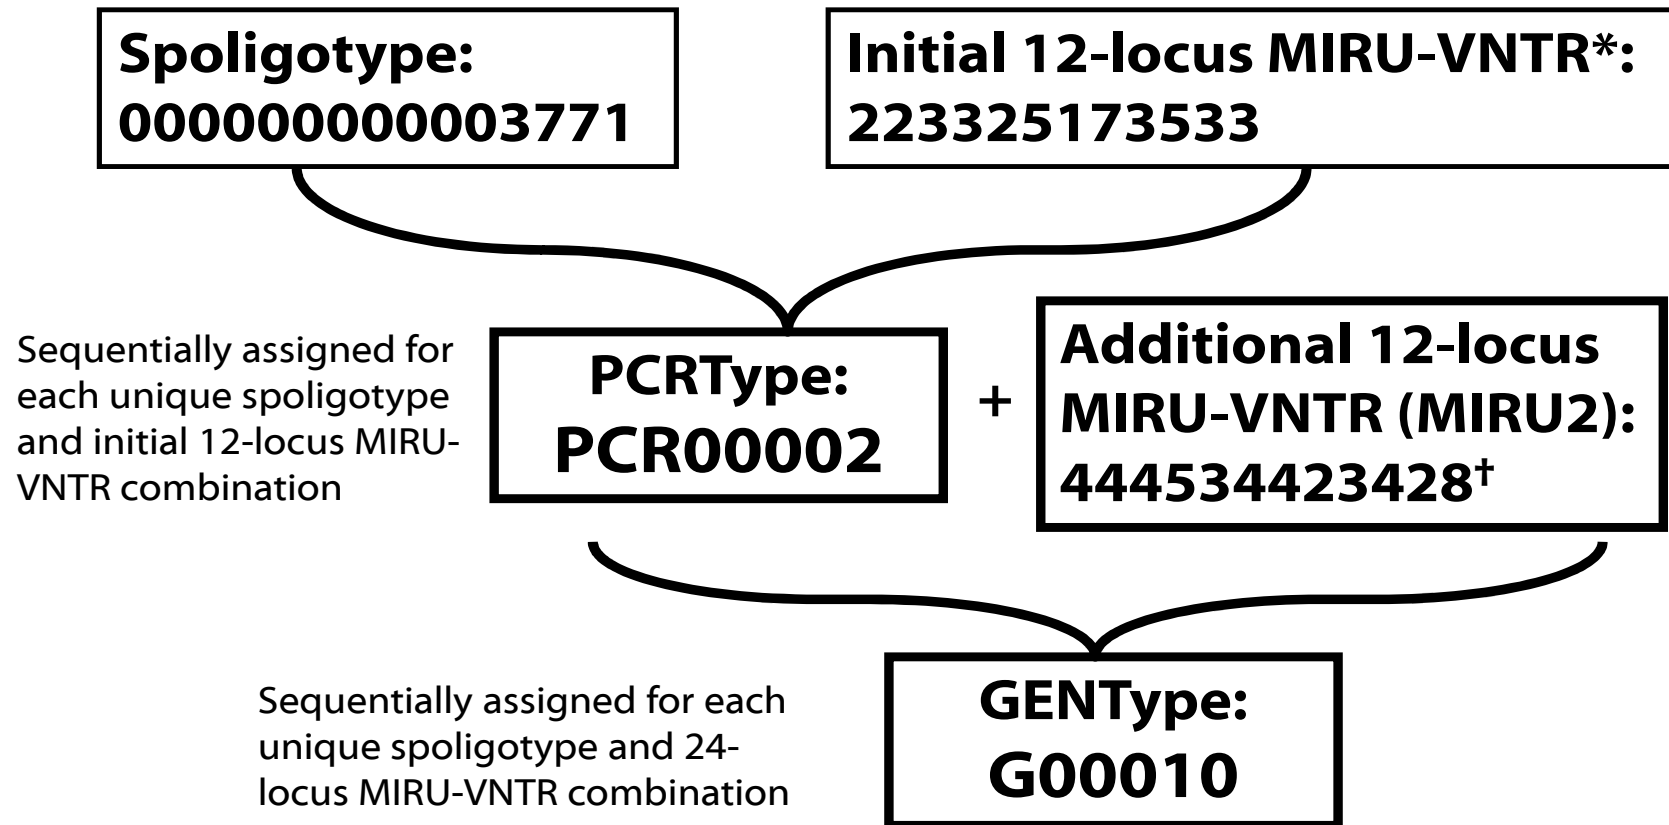 Spoligotype:
000000000003771
Initial 12-locus MIRU-VNTR*:
223325173533
Sequentially assigned for
each unique spoligotype
and initial 12-locus MIRU-
VNTR combination
PCRType:
PCR00002
+
Additional 12-locus
MIRU-VNTR (MIRU2):
444534423428†
Sequentially assigned for each
unique spoligotype and 24-
locus MIRU-VNTR combination
GENType:
G00010